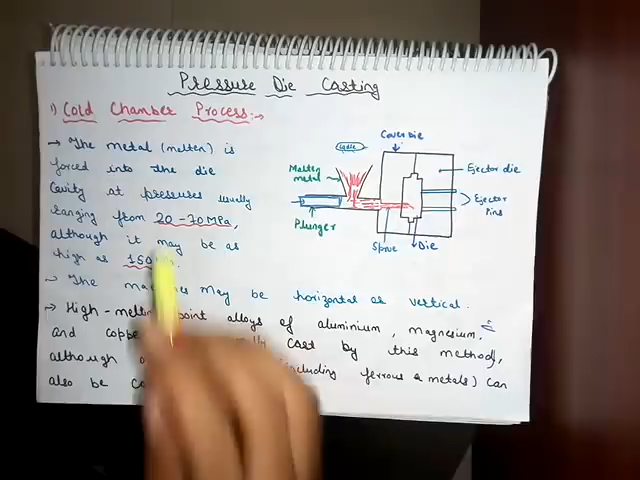 Pressure Die Casting
1) Cold Chamber Process :→
→ The metal (molten) is
forced into the die
Cavity at pressures usually
ranging from 20-70 MPa,
although it may be as
high as 150
→ The may be horizontal or vertical.
→ High-melting point alloys of aluminium, magnesium,
and cast by this method,
although (including ferrous metals) can
also be
Cover die
Ladle
Molten
metal
Ejector die
Ejector
Pins
Plunger
Sprue
Die